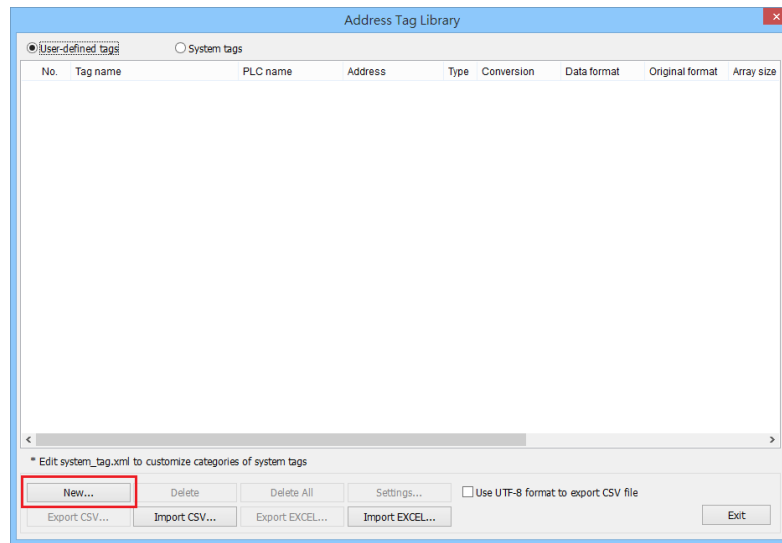 Address Tag Library
User-defined tags System tags
No. Tag name PLC name Address Type Conversion Data format Original format Array size
* Edit system_tag.xml to customize categories of system tags
New... Delete Delete All Settings... Use UTF-8 format to export CSV file
Export CSV... Import CSV... Export EXCEL... Import EXCEL... Exit